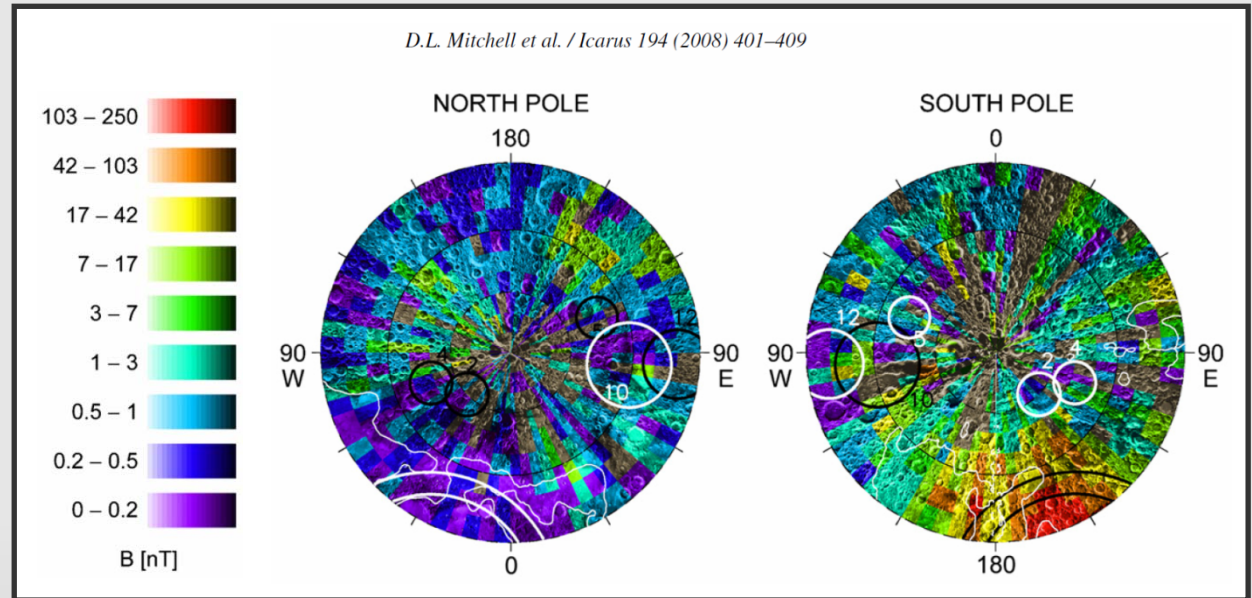 D.L. Mitchell et al. / Icarus 194 (2008) 401–409
103 – 250
42 – 103
17 – 42
7 – 17
3 – 7
1 – 3
0.5 – 1
0.2 – 0.5
0 – 0.2
B [nT]
NORTH POLE
180
90
W
90
E
0
4
2
5
10
12
SOUTH POLE
0
90
W
90
E
180
12
5
10
2
4